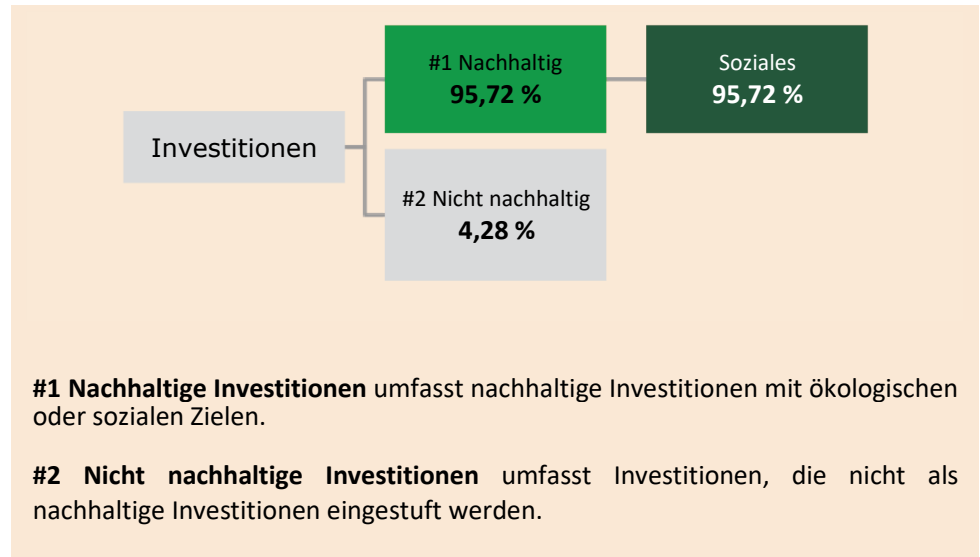 #1 Nachhaltig
95,72 %
Soziales
95,72 %
Investitionen
#2 Nicht nachhaltig
4,28 %
#1 Nachhaltige Investitionen umfasst nachhaltige Investitionen mit ökologischen
oder sozialen Zielen.
#2 Nicht nachhaltige Investitionen umfasst Investitionen, die nicht als
nachhaltige Investitionen eingestuft werden.